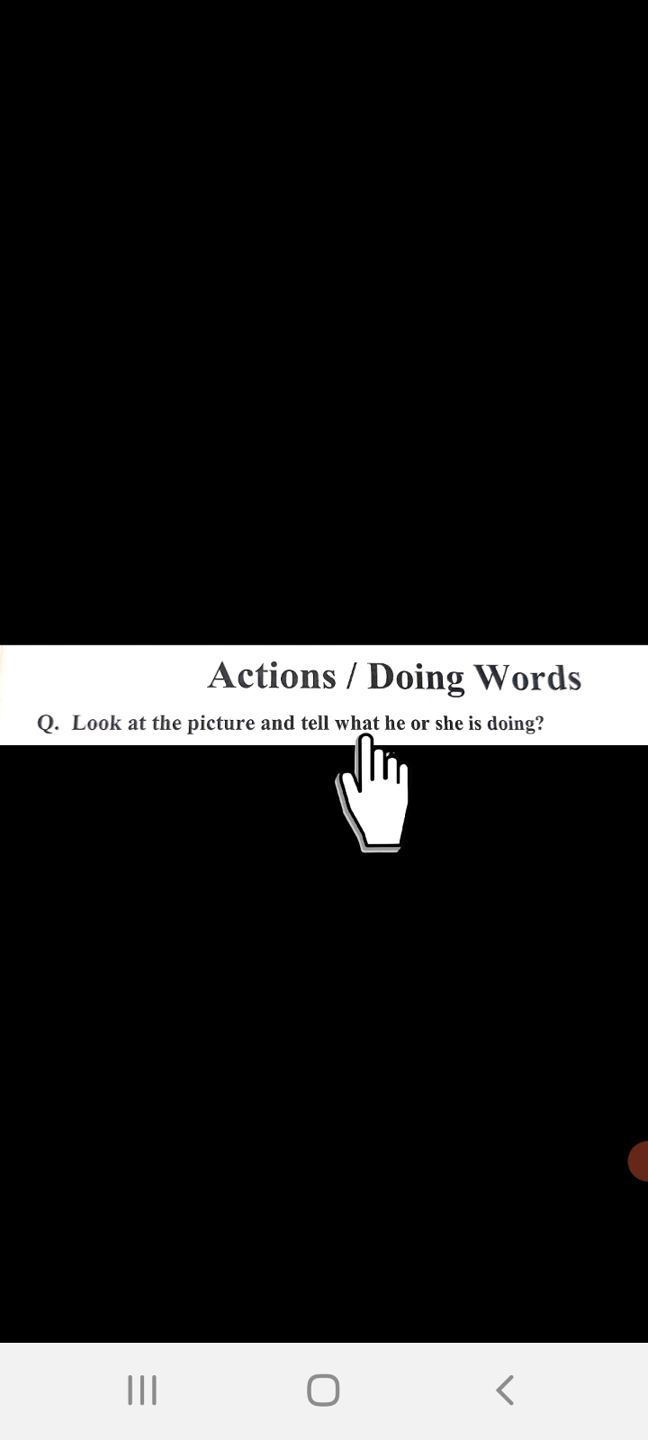 Actions / Doing Words
Q. Look at the picture and tell what he or she is doing?